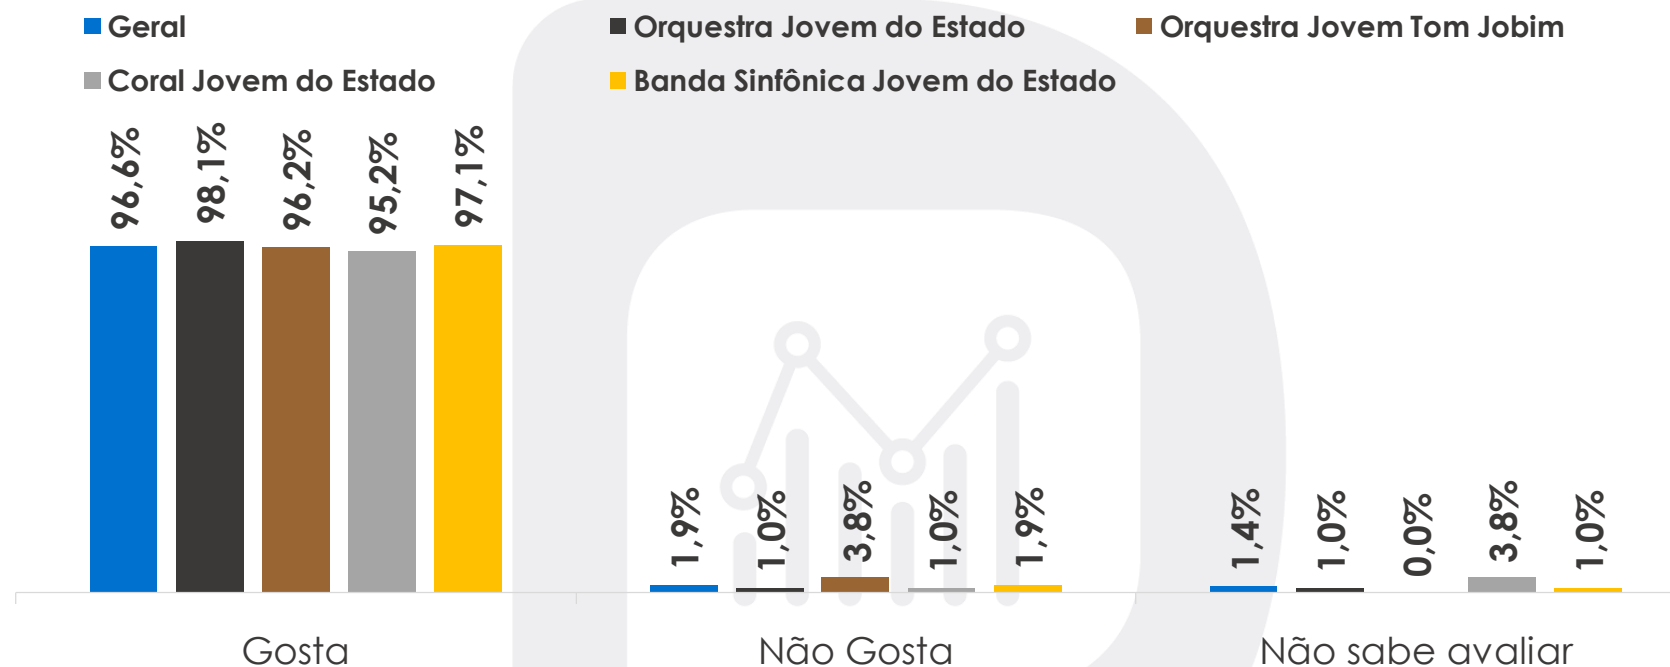 Geral
Orquestra Jovem do Estado
Orquestra Jovem Tom Jobim
Coral Jovem do Estado
Banda Sinfônica Jovem do Estado
96,6%
98,1%
96,2%
95,2%
97,1%
1,9%
1,0%
3,8%
1,0%
1,9%
1,4%
1,0%
0,0%
3,8%
1,0%
Gosta
Não Gosta
Não sabe avaliar